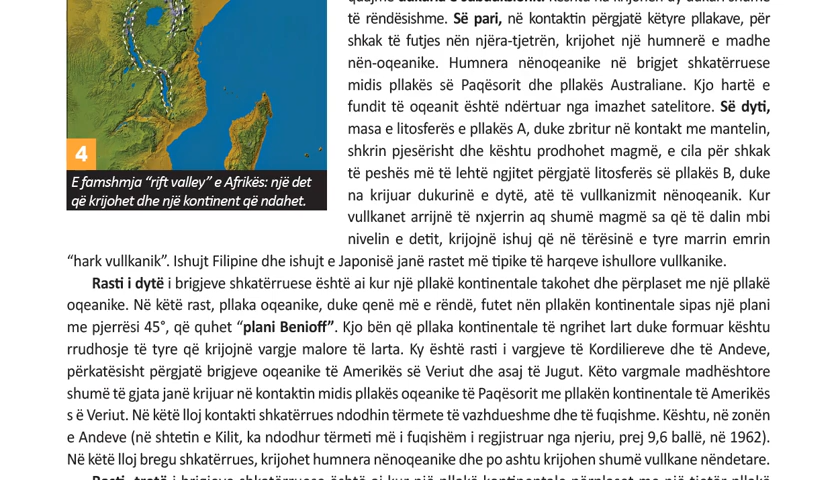 të rëndësishme. Së pari, në kontaktin përgjatë këtyre pllakave, për
shkak të futjes nën njëra-tjetrën, krijohet një humnerë e madhe
nën-oqeanike. Humnera nënoqeanike në brigjet shkatërruese
midis pllakës së Paqësorit dhe pllakës Australiane. Kjo hartë e
fundit të oqeanit është ndërtuar nga imazhet satelitore. Së dyti,
masa e litosferës e pllakës A, duke zbritur në kontakt me mantelin,
shkrin pjesërisht dhe kështu prodhohet magmë, e cila për shkak
të peshës më të lehtë ngjitet përgjatë litosferës së pllakës B, duke
na krijuar dukurinë e dytë, atë të vullkanizmit nënoqeanik. Kur
vullkanet arrijnë të nxjerrin aq shumë magmë sa që të dalin mbi
nivelin e detit, krijojnë ishuj që në tërësinë e tyre marrin emrin
4
E famshmja “rift valley” e Afrikës: një det
që krijohet dhe një kontinent që ndahet.
“hark vullkanik”. Ishujt Filipine dhe ishujt e Japonisë janë rastet më tipike të harqeve ishullore vullkanike.
Rasti i dytë i brigjeve shkatërruese është ai kur një pllakë kontinentale takohet dhe përplaset me një pllakë
oqeanike. Në këtë rast, pllaka oqeanike, duke qenë më e rëndë, futet nën pllakën kontinentale sipas një plani
me pjerrësi 45°, që quhet “plani Benioff”. Kjo bën që pllaka kontinentale të ngrihet lart duke formuar kështu
rrudhosje të tyre që krijojnë vargje malore të larta. Ky është rasti i vargjeve të Kordiliereve dhe të Andeve,
përkatësisht përgjatë brigjeve oqeanike të Amerikës së Veriut dhe asaj të Jugut. Këto vargmale madhështore
shumë të gjata janë krijuar në kontaktin midis pllakës oqeanike të Paqësorit me pllakën kontinentale të Amerikës
s ë Veriut. Në këtë lloj kontakti shkatërrues ndodhin tërmete të vazhdueshme dhe të fuqishme. Kështu, në zonën
e Andeve (në shtetin e Kilit, ka ndodhur tërmeti më i fuqishëm i regjistruar nga njeriu, prej 9,6 ballë, në 1962).
Në këtë lloj bregu shkatërrues, krijohet humnera nënoqeanike dhe po ashtu krijohen shumë vullkane nëndetare.